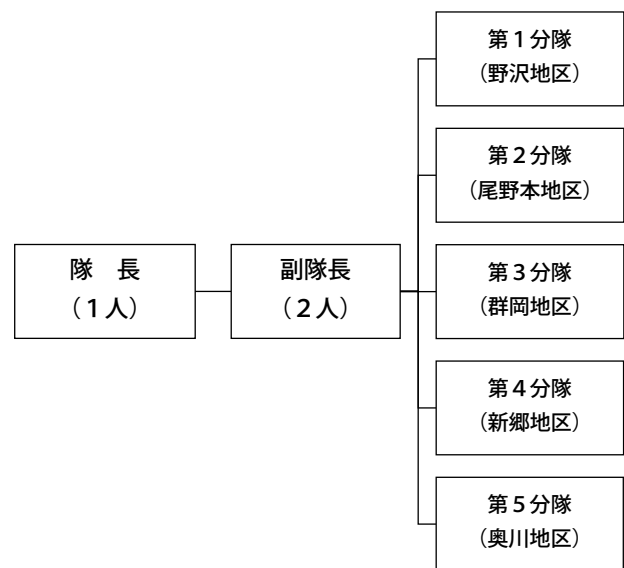 隊　長
（１人）
副隊長
（２人）
第１分隊
（野沢地区）
第２分隊
（尾野本地区）
第３分隊
（群岡地区）
第４分隊
（新郷地区）
第５分隊
（奥川地区）